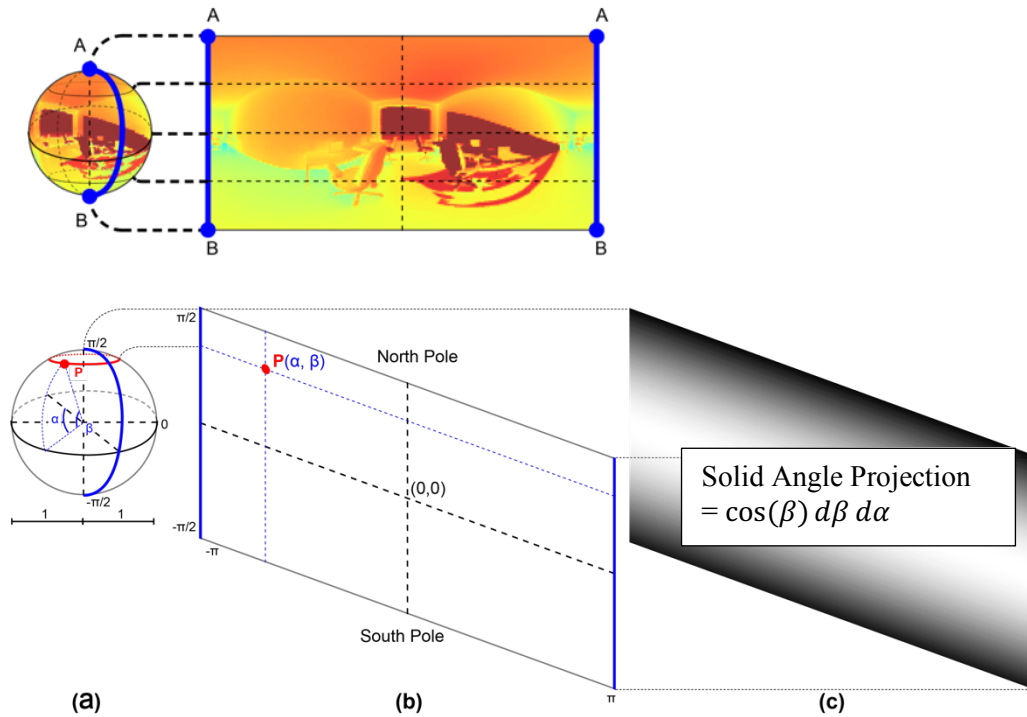 A
A
A
B
B
B
π/2
π/2
P
P(α, β)
North Pole
α
β
0
(0,0)
Solid Angle Projection
= cos(β) dβ dα
-π/2
-π/2
1
1
-π
South Pole
π
(a)
(b)
(c)